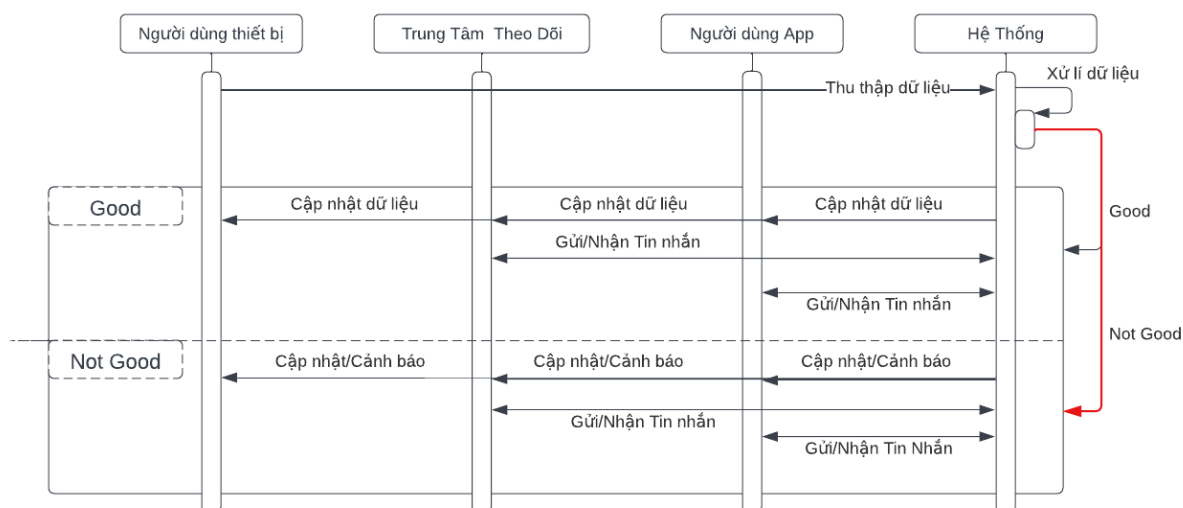 Người dùng thiết bị
Trung Tâm Theo Dõi
Người dùng App
Hệ Thống
Xử lí dữ liệu
Thu thập dữ liệu
Good
Cập nhật dữ liệu
Cập nhật dữ liệu
Cập nhật dữ liệu
Good
Gửi/Nhận Tin nhắn
Gửi/Nhận Tin nhắn
Not Good
Not Good
Cập nhật/Cảnh báo
Cập nhật/Cảnh báo
Cập nhật/Cảnh báo
Gửi/Nhận Tin nhắn
Gửi/Nhận Tin Nhắn